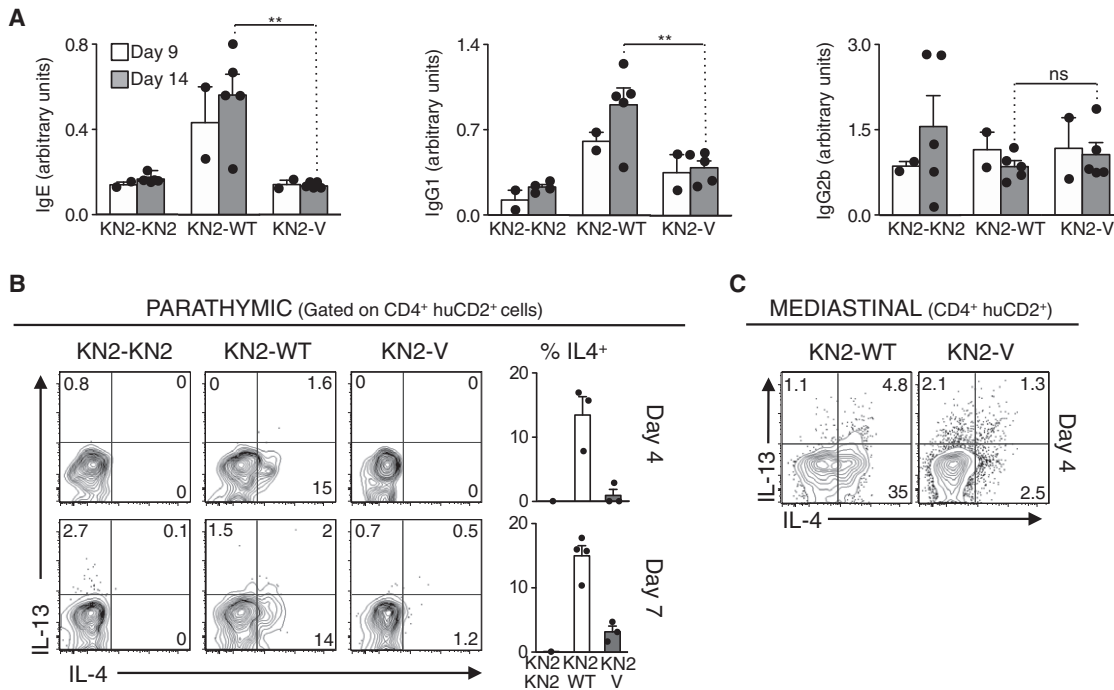 A
IgE (arbitrary units)
0.8
0.4
0.0
Day 9
Day 14
**
KN2-KN2 KN2-WT KN2-V
IgG1 (arbitrary units)
1.4
0.7
0.0
**
KN2-KN2 KN2-WT KN2-V
IgG2b (arbitrary units)
3.0
1.5
0.0
ns
KN2-KN2 KN2-WT KN2-V
B
PARATHYMIC (Gated on CD4+ huCD2+ cells)
KN2-KN2 KN2-WT KN2-V % IL4+
0.8 0
0
0 1.6
15
0 0
0
20
10
0
Day 4
2.7 0.1
0
1.5 2
14
0.7 0.5
1.2
20
10
0
Day 7
KN2 KN2 KN2
KN2 WT V
IL-13
IL-4
C
MEDIASTINAL (CD4+ huCD2+)
KN2-WT KN2-V
1.1 4.8
35
2.1 1.3
2.5
Day 4
IL-13
IL-4